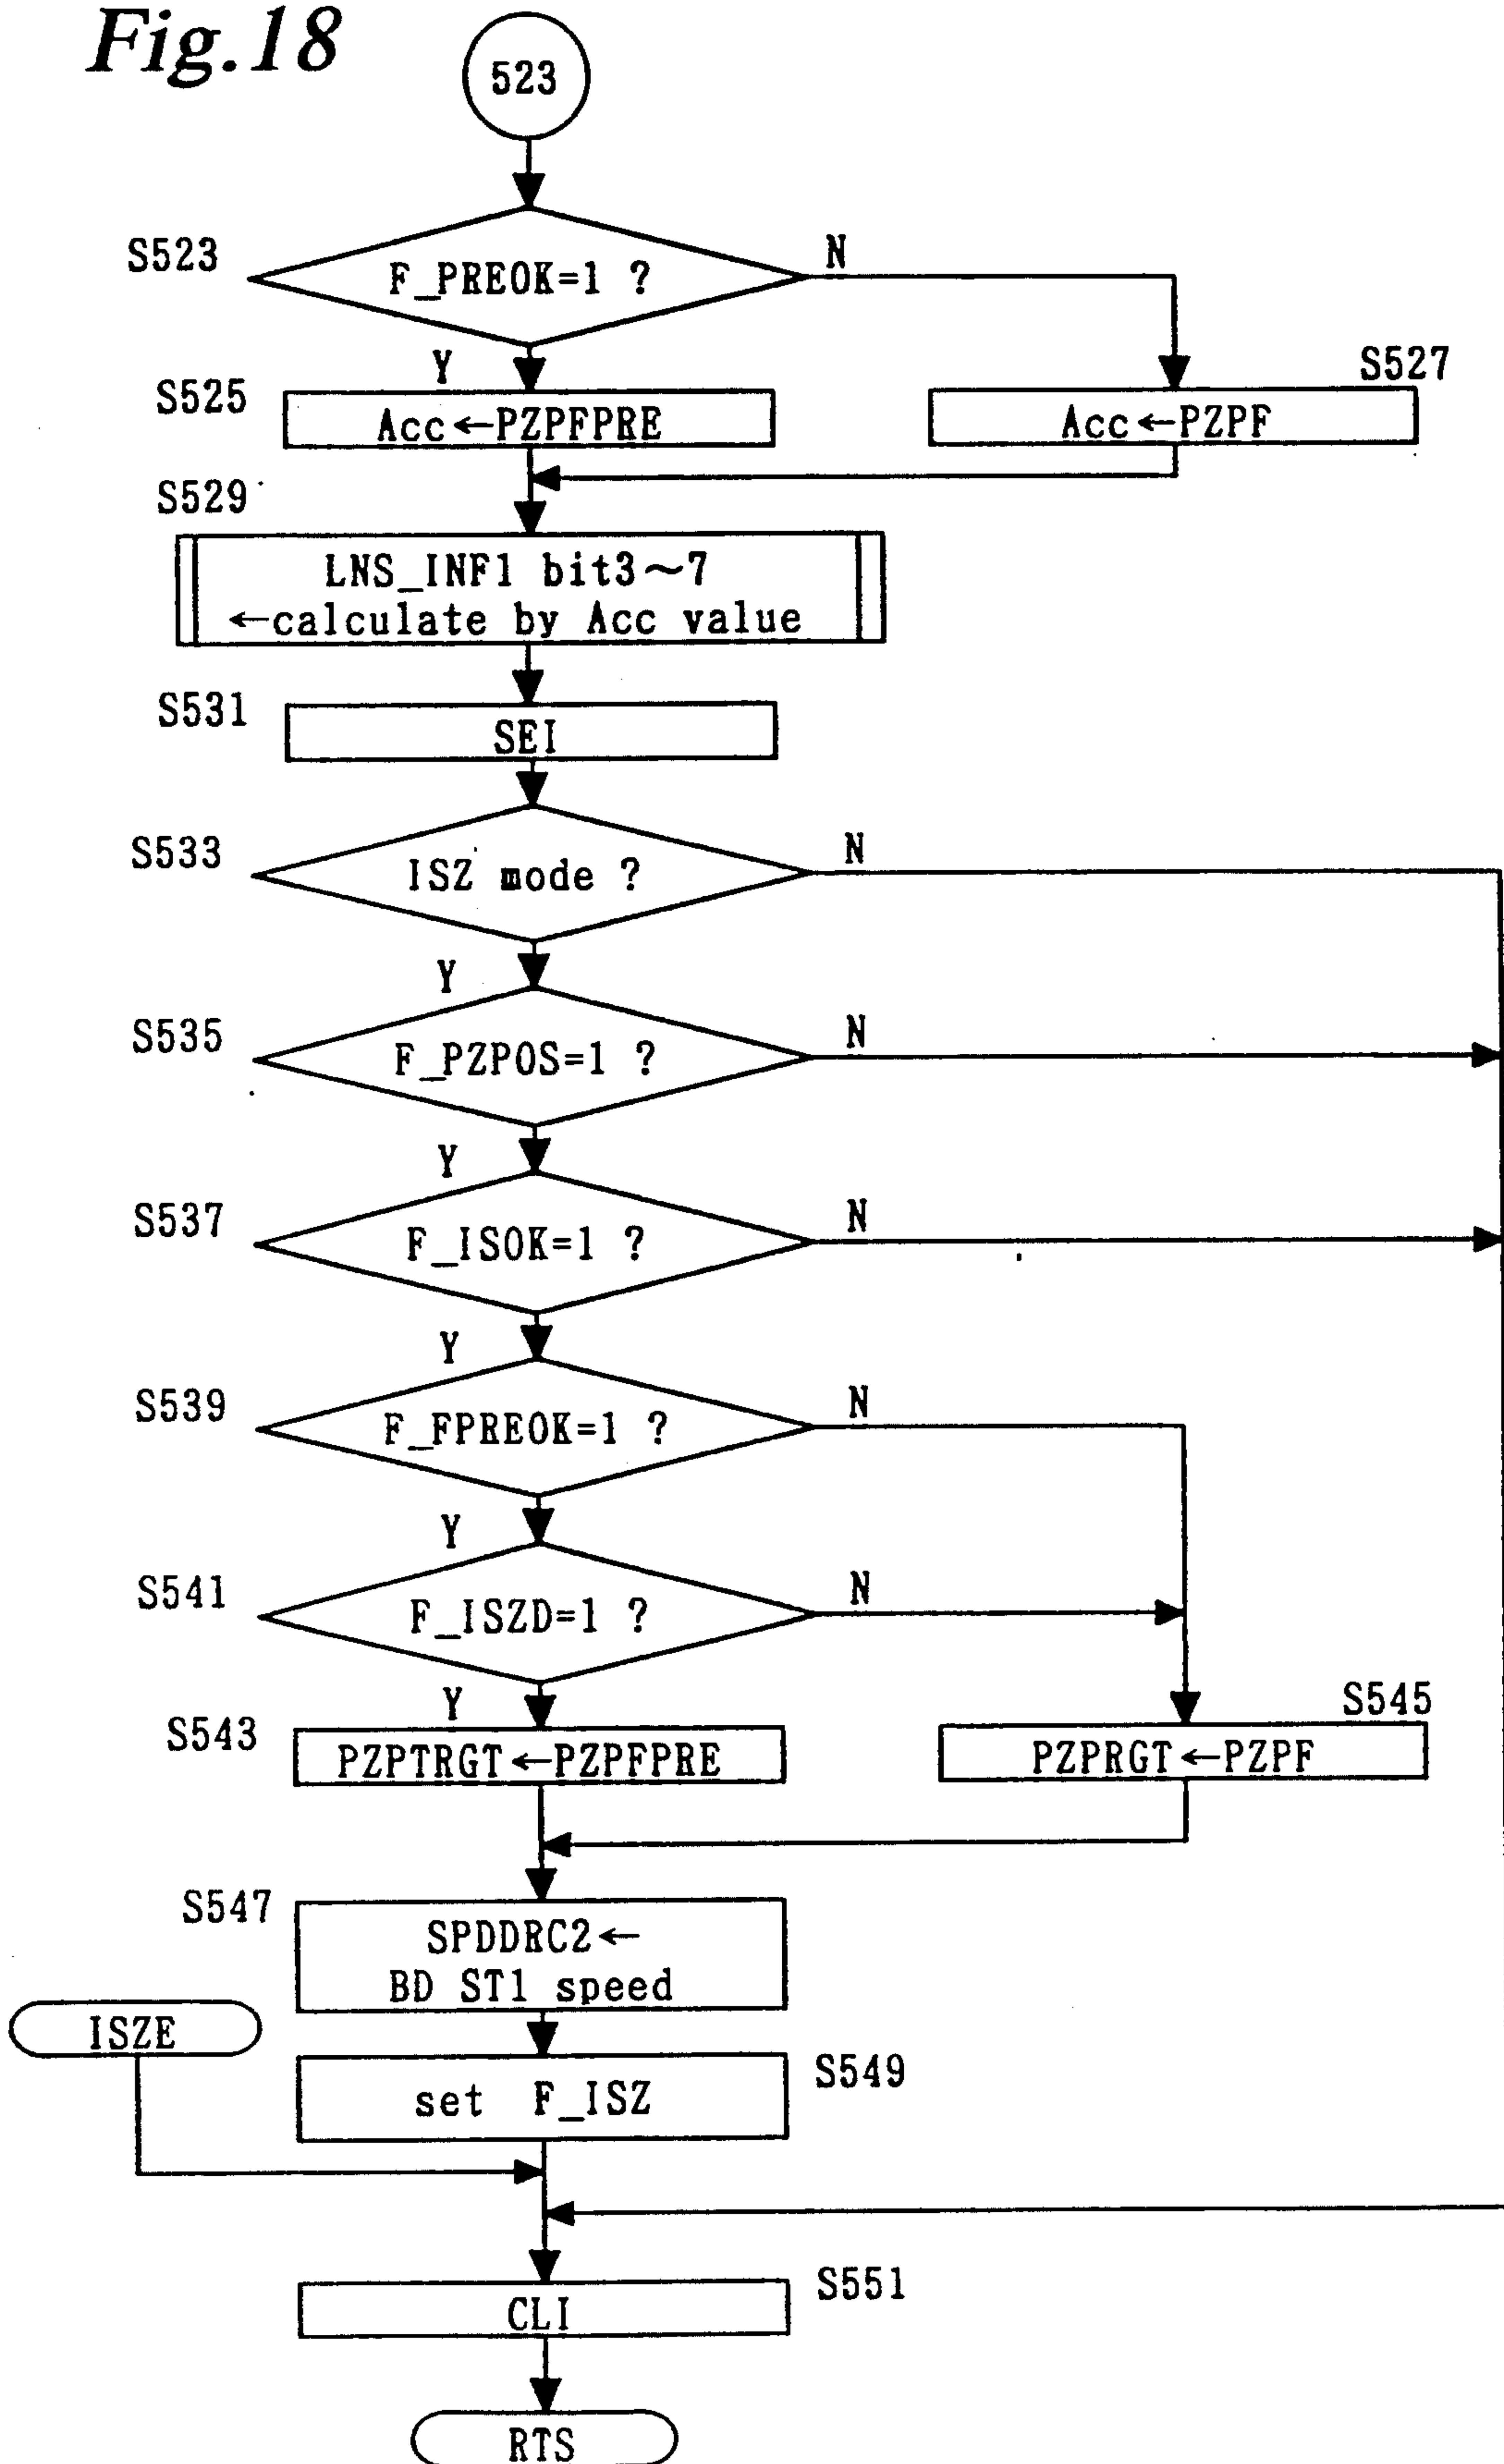 Fig.18
523
S523
F_PREOK=1 ?
N
Y
S525
Acc←PZPFPRE
S527
Acc←PZPF
S529
LNS_INF1 bit3～7
←calculate by Acc value
S531
SEI
S533
ISZ mode ?
N
Y
S535
F_PZPOS=1 ?
N
Y
S537
F_ISOK=1 ?
N
Y
S539
F_FPREOK=1 ?
N
Y
S541
F_ISZD=1 ?
N
Y
S543
PZPTRGT←PZPFPRE
S545
PZPRGT←PZPF
S547
SPDDRC2←
BD ST1 speed
ISZE
set F_ISZ
S549
S551
CLI
RTS